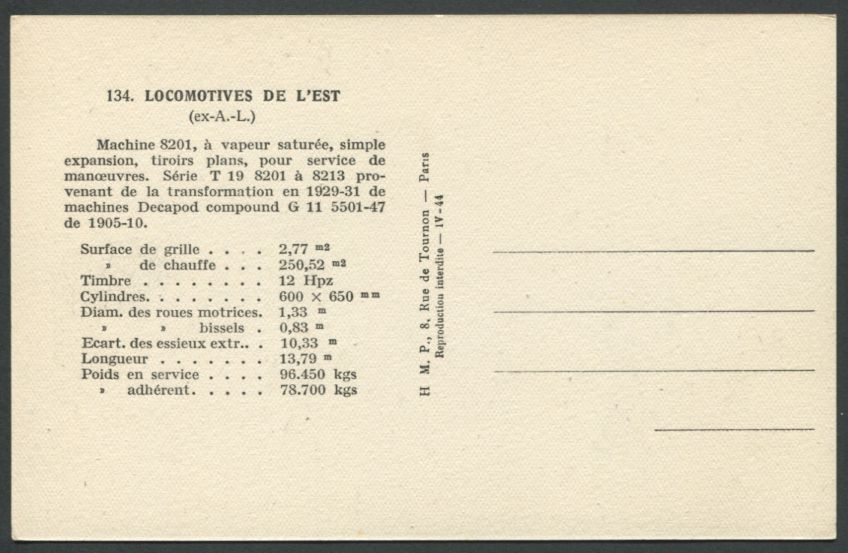 134. LOCOMOTIVES DE L'EST
(ex-A.-L.)
Machine 8201, à vapeur saturée, simple
expansion, tiroirs plans, pour service de
manœuvres. Série T 19 8201 à 8213 pro-
venant de la transformation en 1929-31 de
machines Decapod compound G 11 5501-47
de 1905-10.
Surface de grille . . . . 2,77 m2
» de chauffe . . . 250,52 m2
Timbre . . . . . . . . 12 Hpz
Cylindres. . . . . . . . 600 × 650 mm
Diam. des roues motrices. 1,33 m
» » bissels . 0,83 m
Ecart. des essieux extr.. . 10,33 m
Longueur . . . . . . . 13,79 m
Poids en service . . . . 96.450 kgs
» adhérent. . . . . 78.700 kgs
H M. P., 8, Rue de Tournon — Paris
Reproduction interdite — IV-44